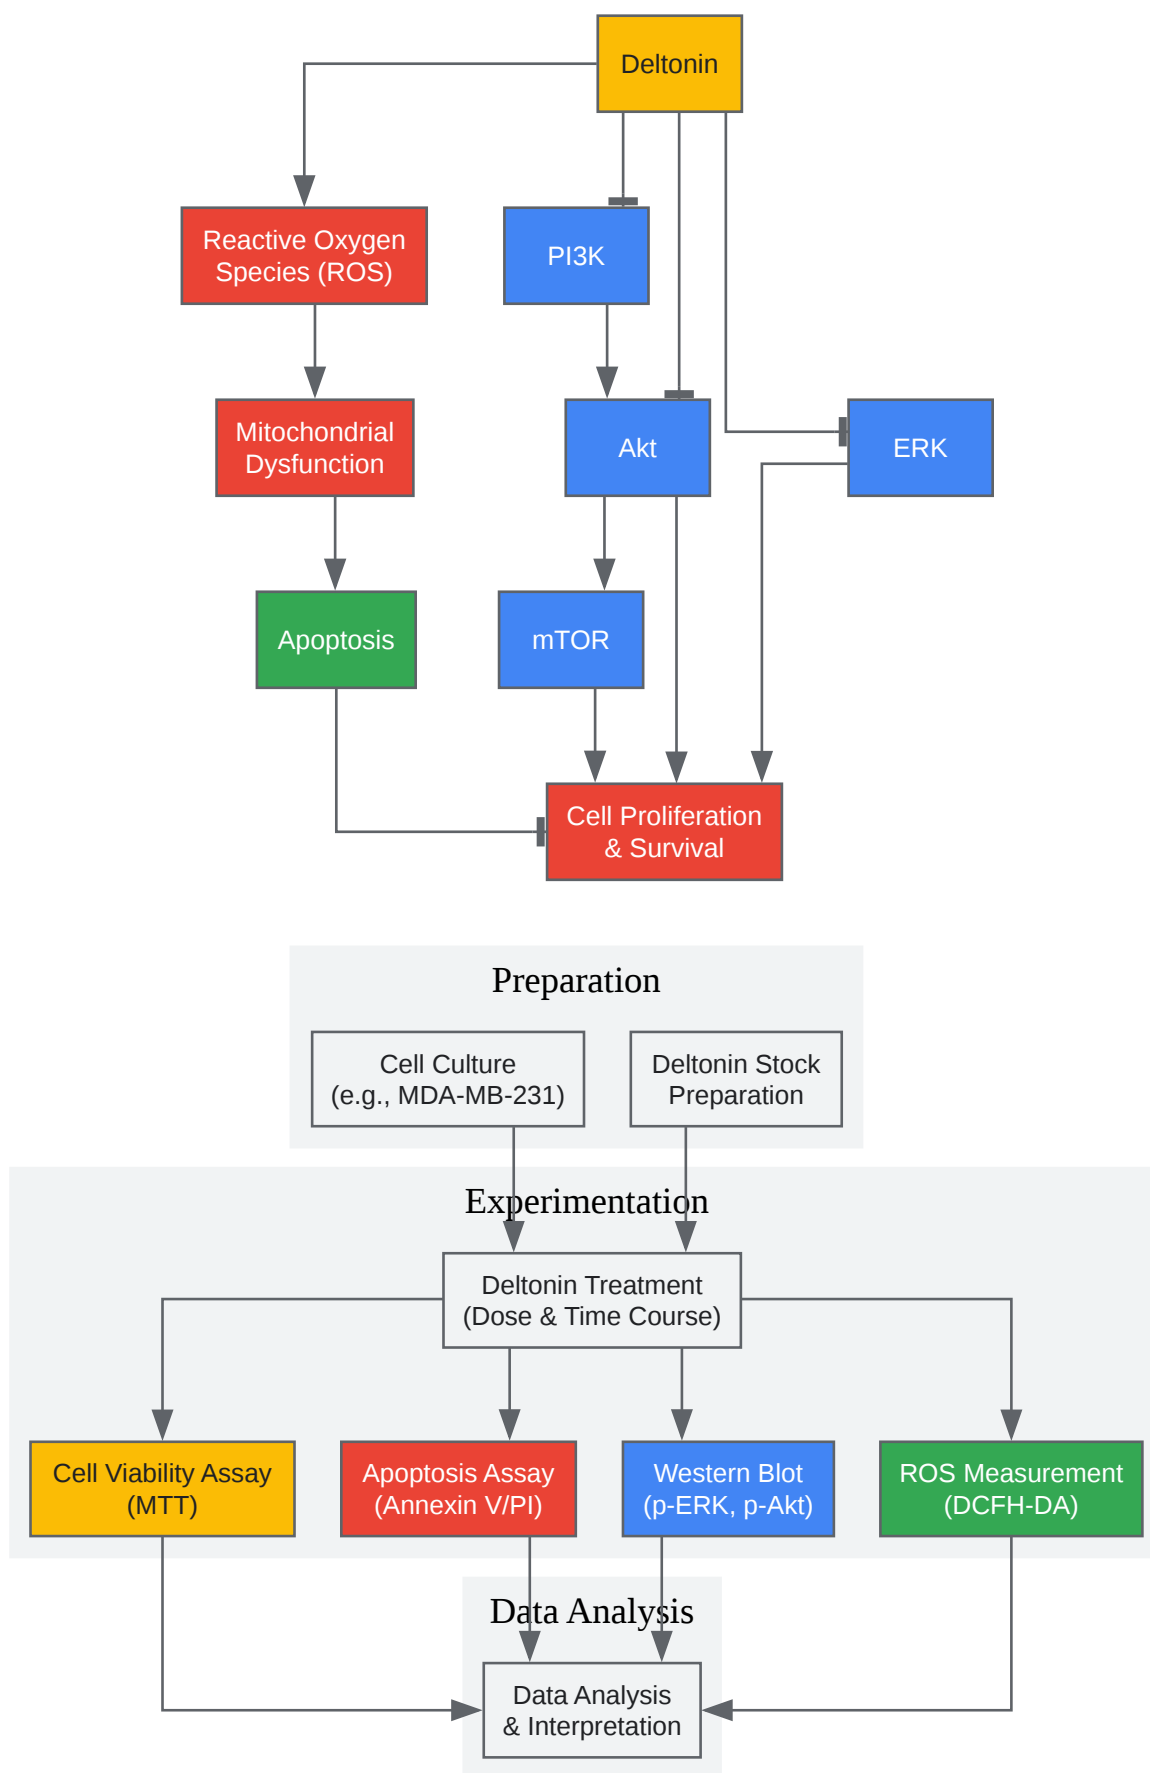 Deltonin
Reactive Oxygen
Species (ROS)
PI3K
Mitochondrial
Dysfunction
Akt
ERK
Apoptosis
mTOR
Cell Proliferation
& Survival
Preparation
Cell Culture
(e.g., MDA-MB-231)
Deltonin Stock
Preparation
Experimentation
Deltonin Treatment
(Dose & Time Course)
Cell Viability Assay
(MTT)
Apoptosis Assay
(Annexin V/PI)
Western Blot
(p-ERK, p-Akt)
ROS Measurement
(DCFH-DA)
Data Analysis
Data Analysis
& Interpretation